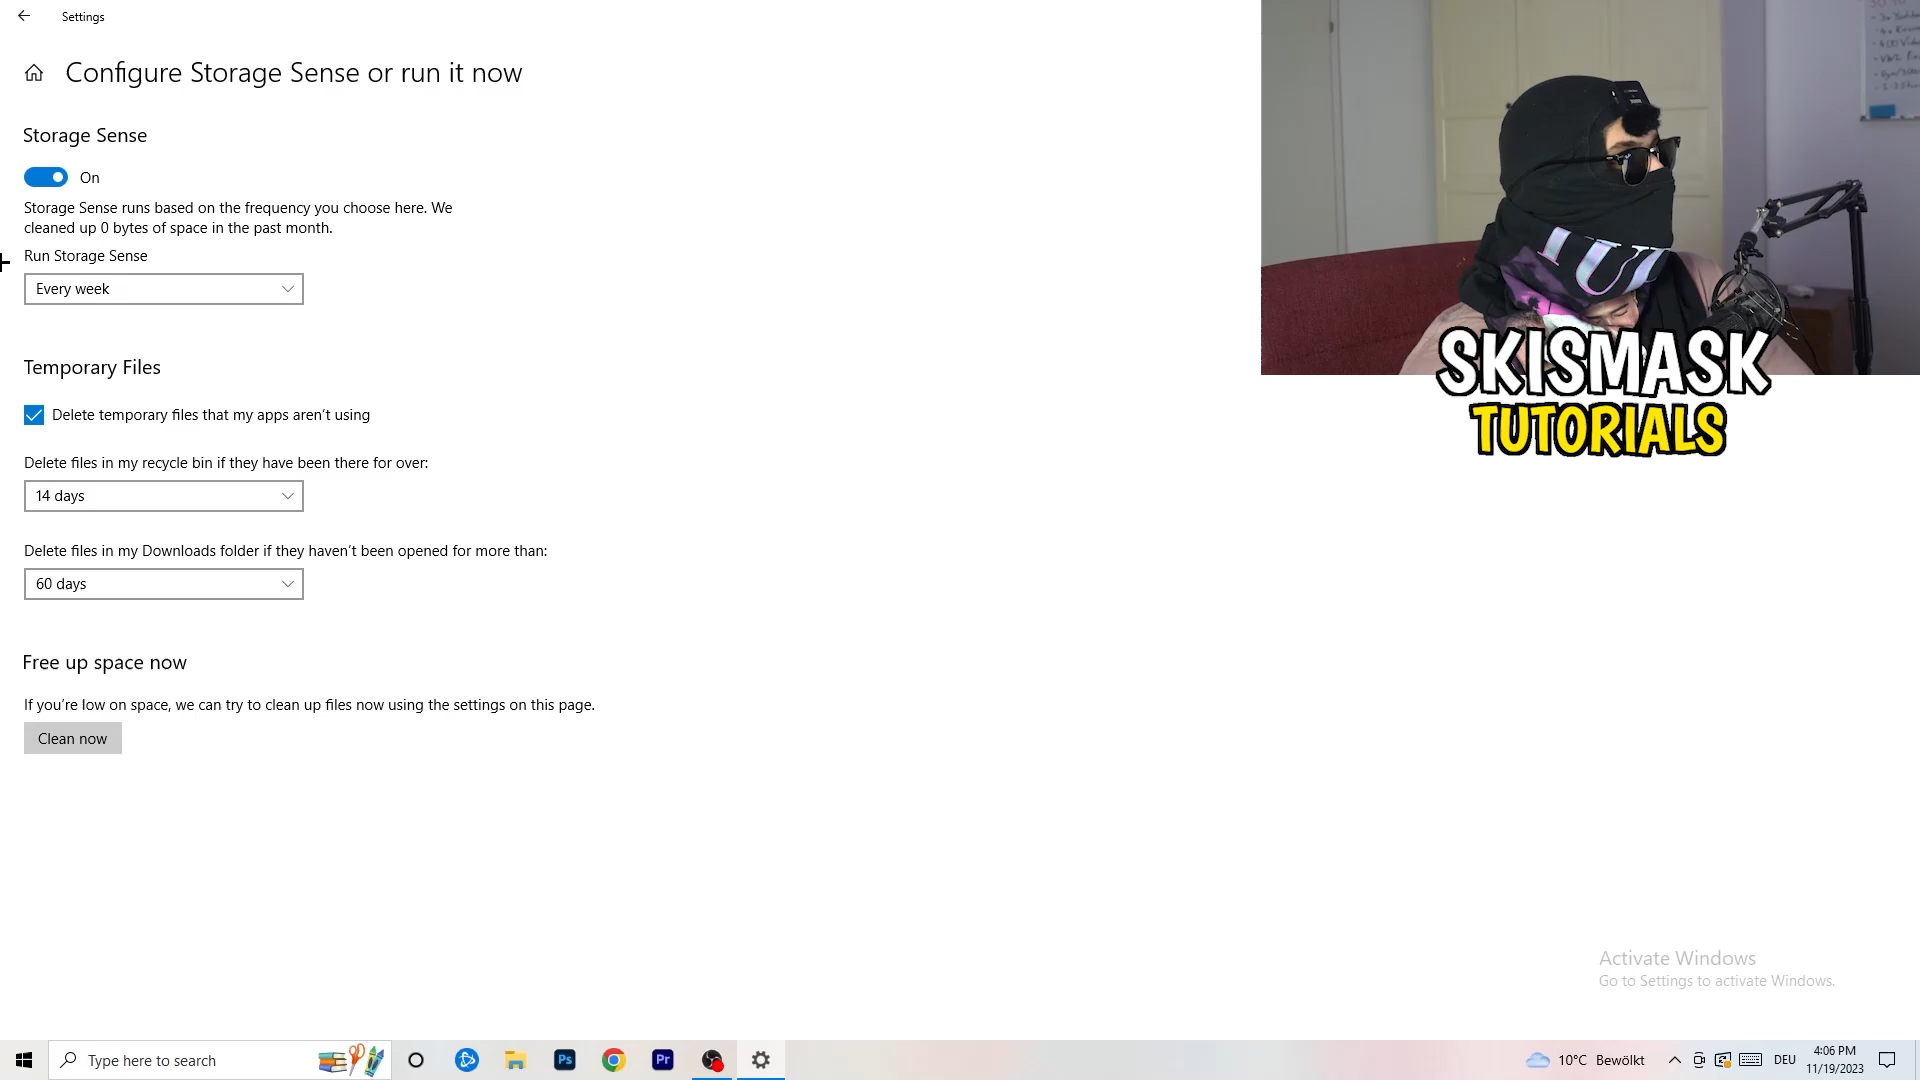 Settings
Configure Storage Sense or run it now
Storage Sense
On
Storage Sense runs based on the frequency you choose here. We
cleaned up 0 bytes of space in the past month.
Run Storage Sense
Every week
Temporary Files
Delete temporary files that my apps aren't using
Delete files in my recycle bin if they have been there for over:
14 days
Delete files in my Downloads folder if they haven't been opened for more than:
60 days
Free up space now
If you're low on space, we can try to clean up files now using the settings on this page.
Clean now
SKISMASK
TUTORIALS
Activate Windows
Go to Settings to activate Windows.
Type here to search
Ps
Pr
10°C Bewölkt
DEU
4:06 PM
11/19/2023